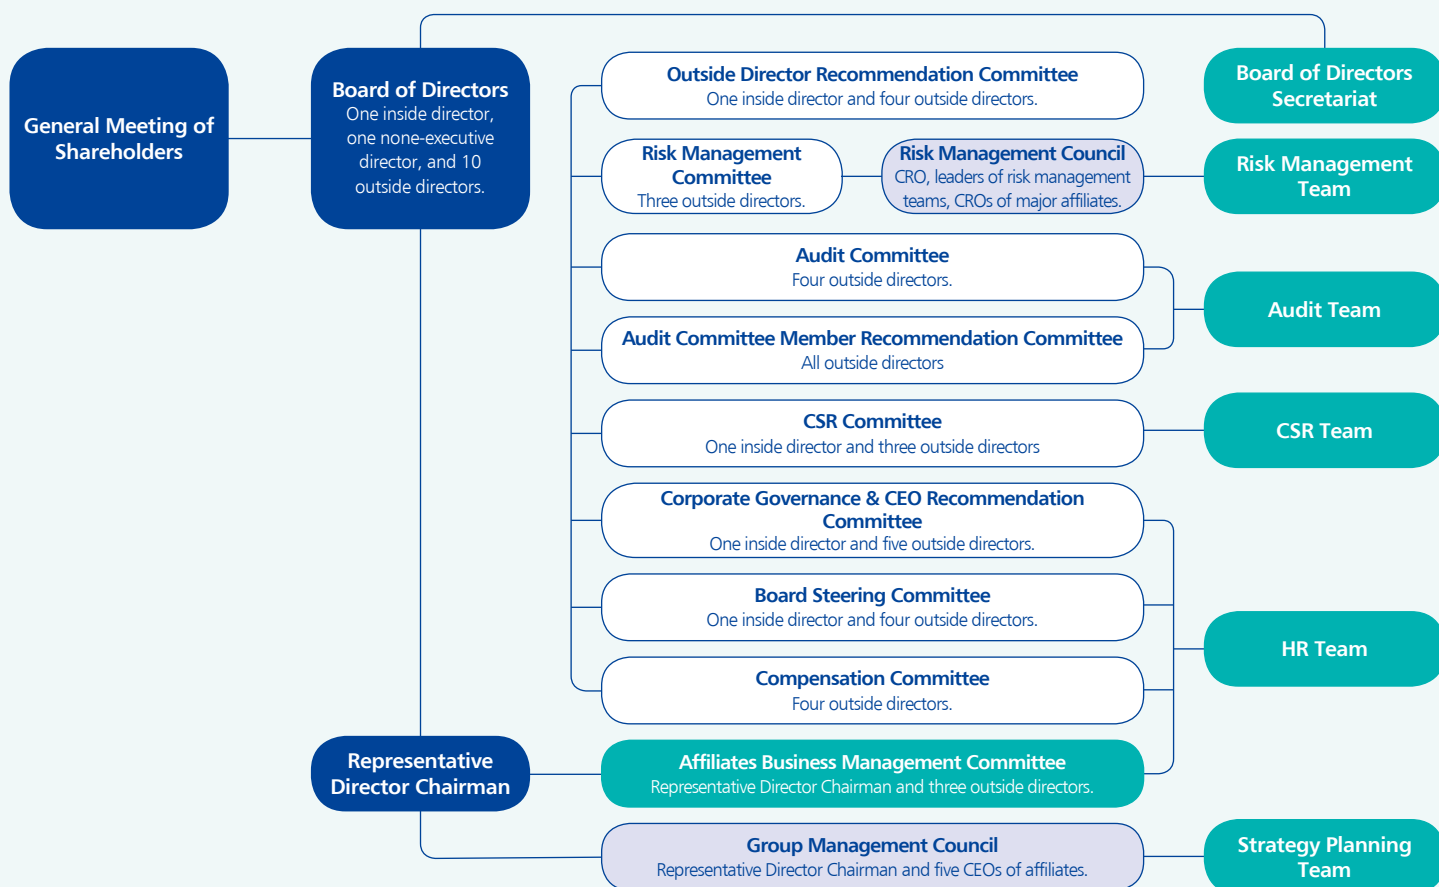 General Meeting of
Shareholders
Board of Directors
One inside director,
one none-executive
director, and 10
outside directors.
Outside Director Recommendation Committee
One inside director and four outside directors.
Board of Directors
Secretariat
Risk Management
Committee
Three outside directors.
Risk Management Council
CRO, leaders of risk management
teams, CROs of major affiliates.
Risk Management
Team
Audit Committee
Four outside directors.
Audit Committee Member Recommendation Committee
All outside directors
Audit Team
CSR Committee
One inside director and three outside directors
CSR Team
Corporate Governance & CEO Recommendation
Committee
One inside director and five outside directors.
Board Steering Committee
One inside director and four outside directors.
Compensation Committee
Four outside directors.
HR Team
Representative
Director Chairman
Affiliates Business Management Committee
Representative Director Chairman and three outside directors.
Group Management Council
Representative Director Chairman and five CEOs of affiliates.
Strategy Planning
Team